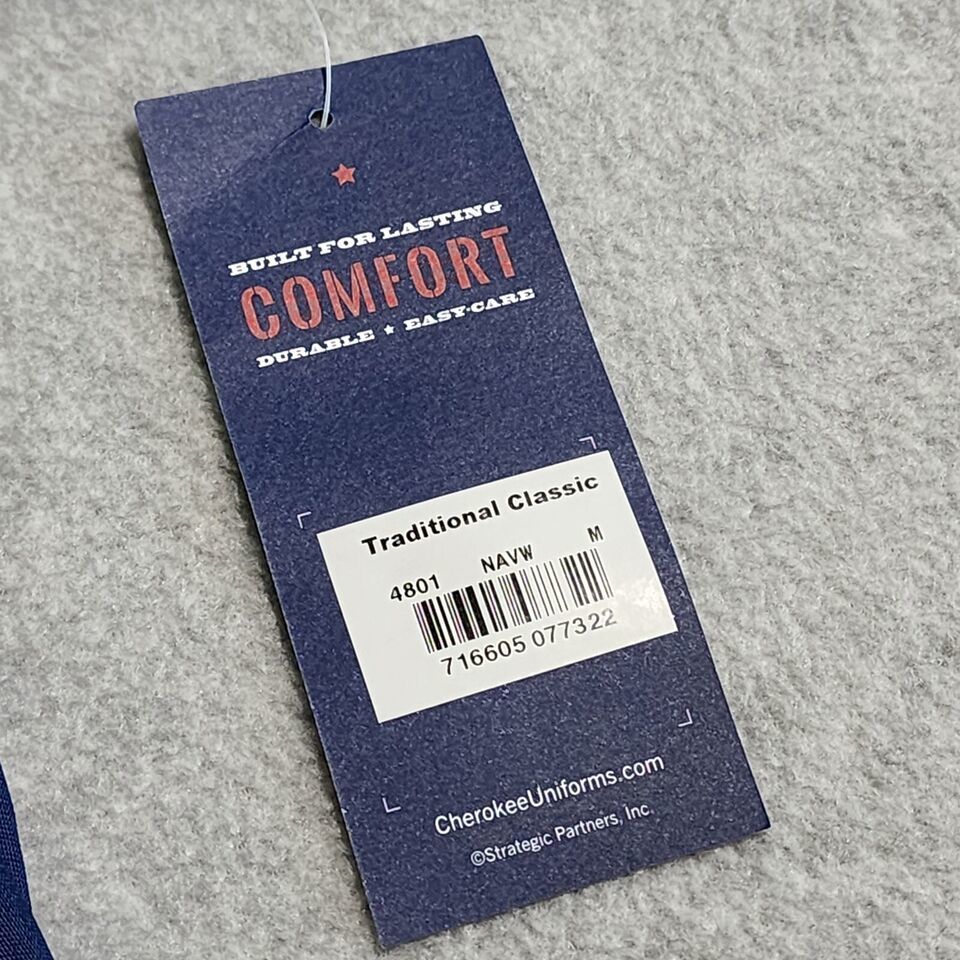 BUILT FOR LASTING
COMFORT
DURABLE ★ EASY-CARE
Traditional Classic
4801 NAVW M
716605 077322
CherokeeUniforms.com
©Strategic Partners, Inc.